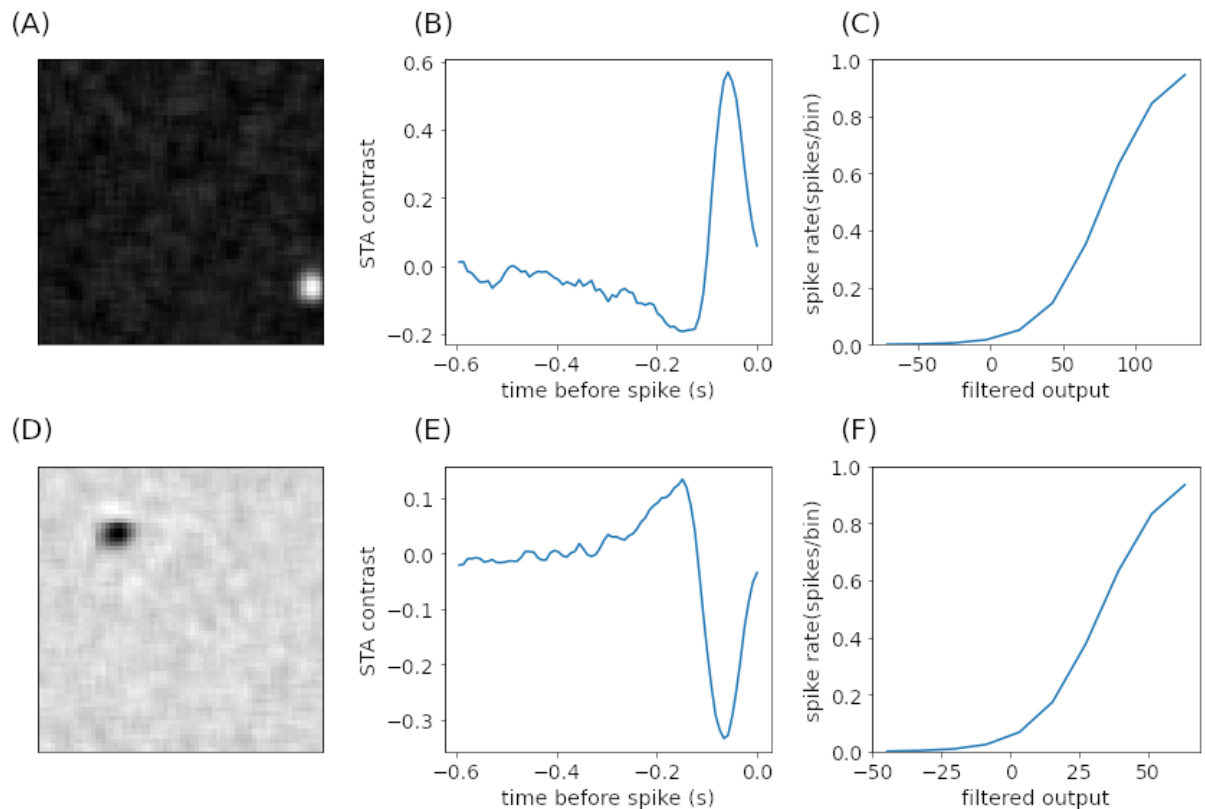 (A)
(B)
(C)
STA contrast
0.6
0.4
0.2
0.0
−0.2
−0.6
−0.4
−0.2
0.0
time before spike (s)
spike rate(spikes/bin)
1.0
0.8
0.6
0.4
0.2
0.0
−50
0
50
100
filtered output
(D)
(E)
(F)
STA contrast
0.1
0.0
−0.1
−0.2
−0.3
−0.6
−0.4
−0.2
0.0
time before spike (s)
spike rate(spikes/bin)
1.0
0.8
0.6
0.4
0.2
0.0
−50
−25
0
25
50
filtered output